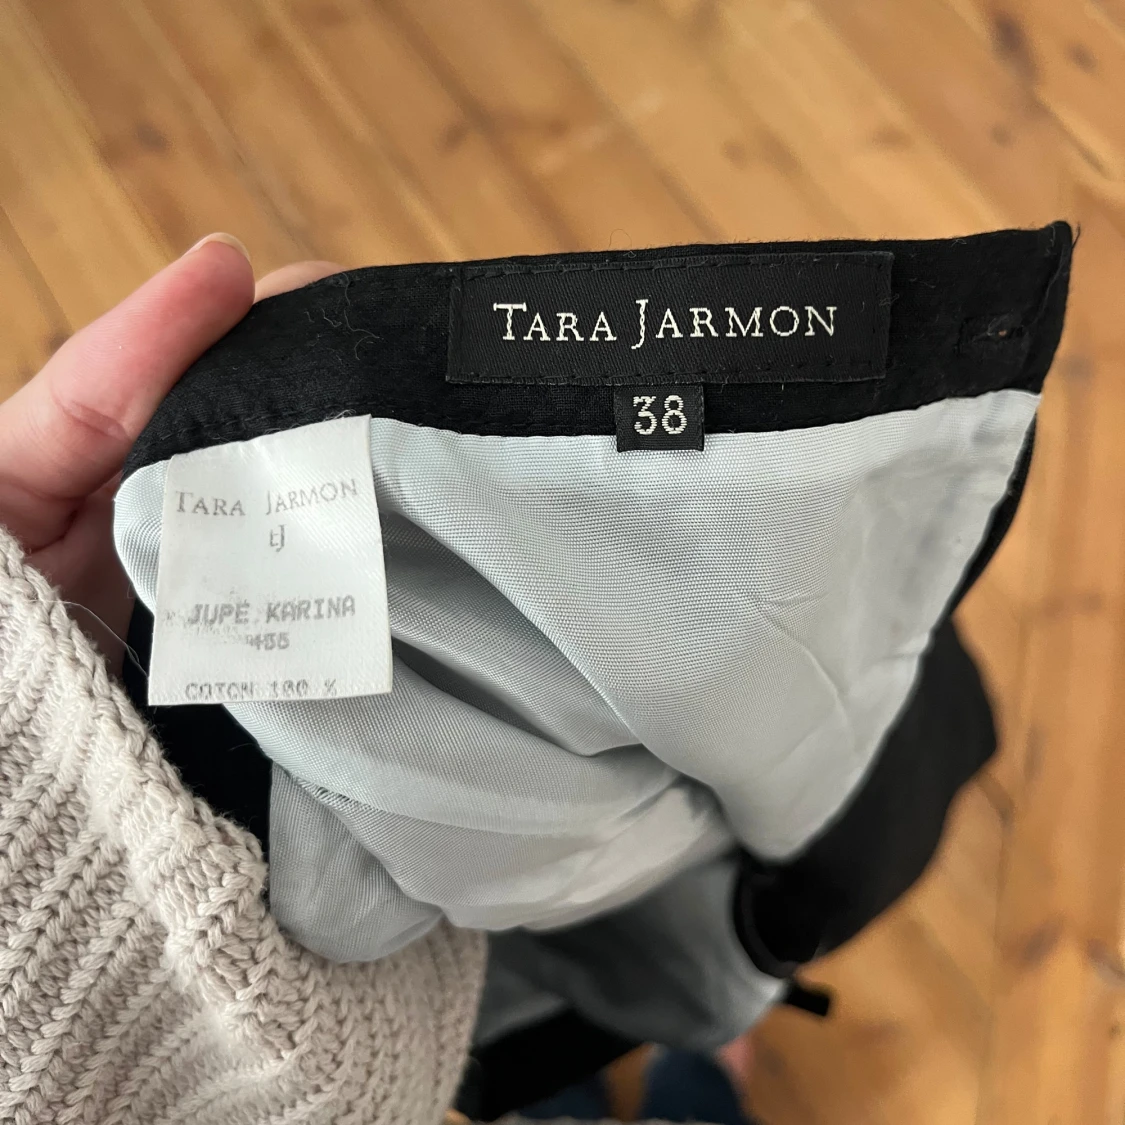 TARA JARMON
38
TARA JARMON
tJ
JUPE KARINA
COTON 100 %